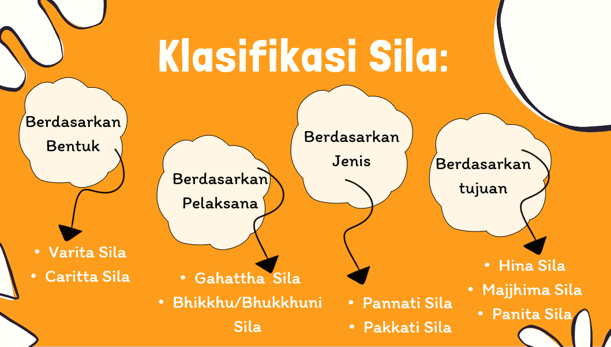 Klasifikasi Sila:
Berdasarkan
Bentuk
• Varita Sila
• Caritta Sila
Berdasarkan
Pelaksana
• Gahattha Sila
• Bhikkhu/Bhukkhuni
Sila
Berdasarkan
Jenis
• Pannati Sila
• Pakkati Sila
Berdasarkan
tujuan
• Hina Sila
• Majjhima Sila
• Panita Sila